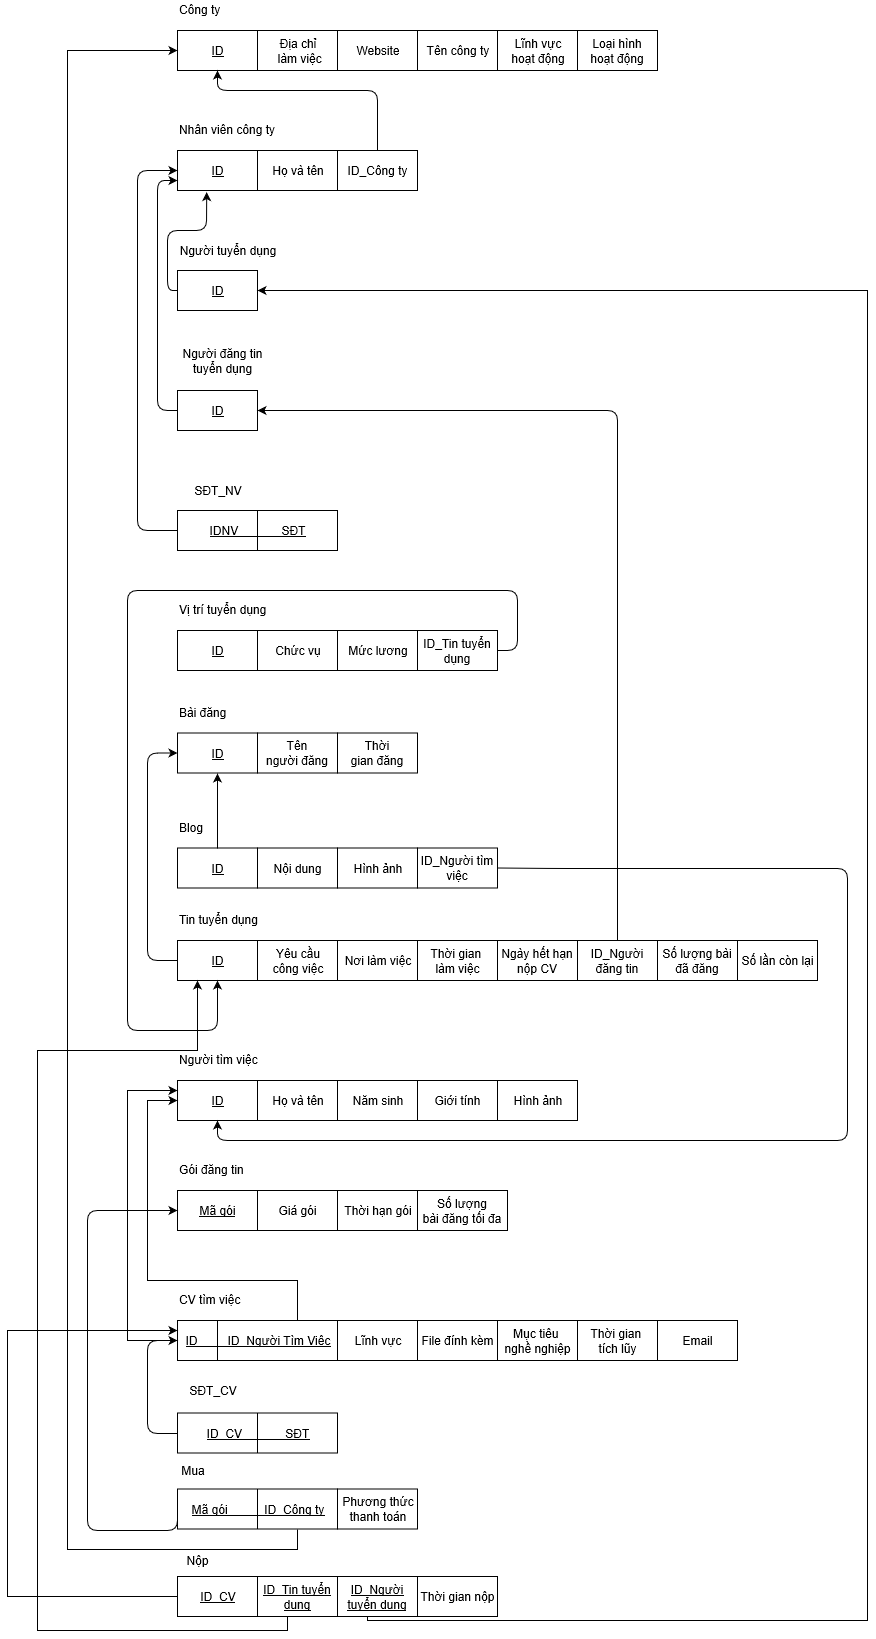 Công ty
ID
Địa chỉ
làm việc
Website
Tên công ty
Lĩnh vực
hoạt động
Loại hình
hoạt động
Nhân viên công ty
ID
Họ và tên
ID_Công ty
Người tuyển dụng
ID
Người đăng tin
tuyển dụng
ID
SĐT_NV
IDNV
SĐT
Vị trí tuyển dụng
ID
Chức vụ
Mức lương
ID_Tin tuyển
dụng
Bài đăng
ID
Tên
người đăng
Thời
gian đăng
Blog
ID
Nội dung
Hình ảnh
ID_Người tìm
việc
Tin tuyển dụng
ID
Yêu cầu
công việc
Nơi làm việc
Thời gian
làm việc
Ngày hết hạn
nộp CV
ID_Người
đăng tin
Số lượng bài
đã đăng
Số lần còn lại
Người tìm việc
ID
Họ và tên
Năm sinh
Giới tính
Hình ảnh
Gói đăng tin
Mã gói
Giá gói
Thời hạn gói
Số lượng
bài đăng tối đa
CV tìm việc
ID
ID_Người Tìm Việc
Lĩnh vực
File đính kèm
Mục tiêu
nghề nghiệp
Thời gian
tích lũy
Email
SĐT_CV
ID_CV
SĐT
Mua
Mã gói
ID_Công ty
Phương thức
thanh toán
Nộp
ID_CV
ID_Tin tuyển
dụng
ID_Người
tuyển dụng
Thời gian nộp